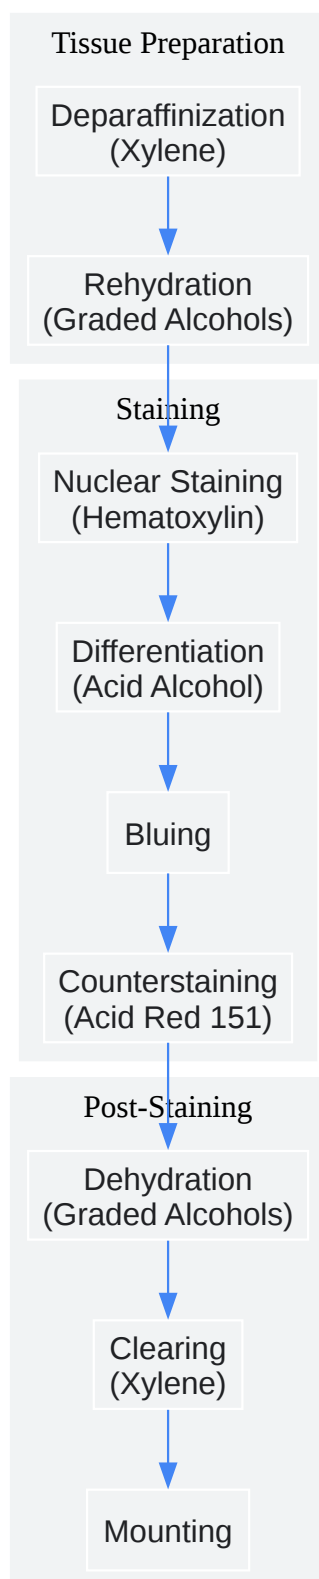 Tissue Preparation
Deparaffinization
(Xylene)
Rehydration
(Graded Alcohols)
Staining
Nuclear Staining
(Hematoxylin)
Differentiation
(Acid Alcohol)
Bluing
Counterstaining
(Acid Red 151)
Post-Staining
Dehydration
(Graded Alcohols)
Clearing
(Xylene)
Mounting